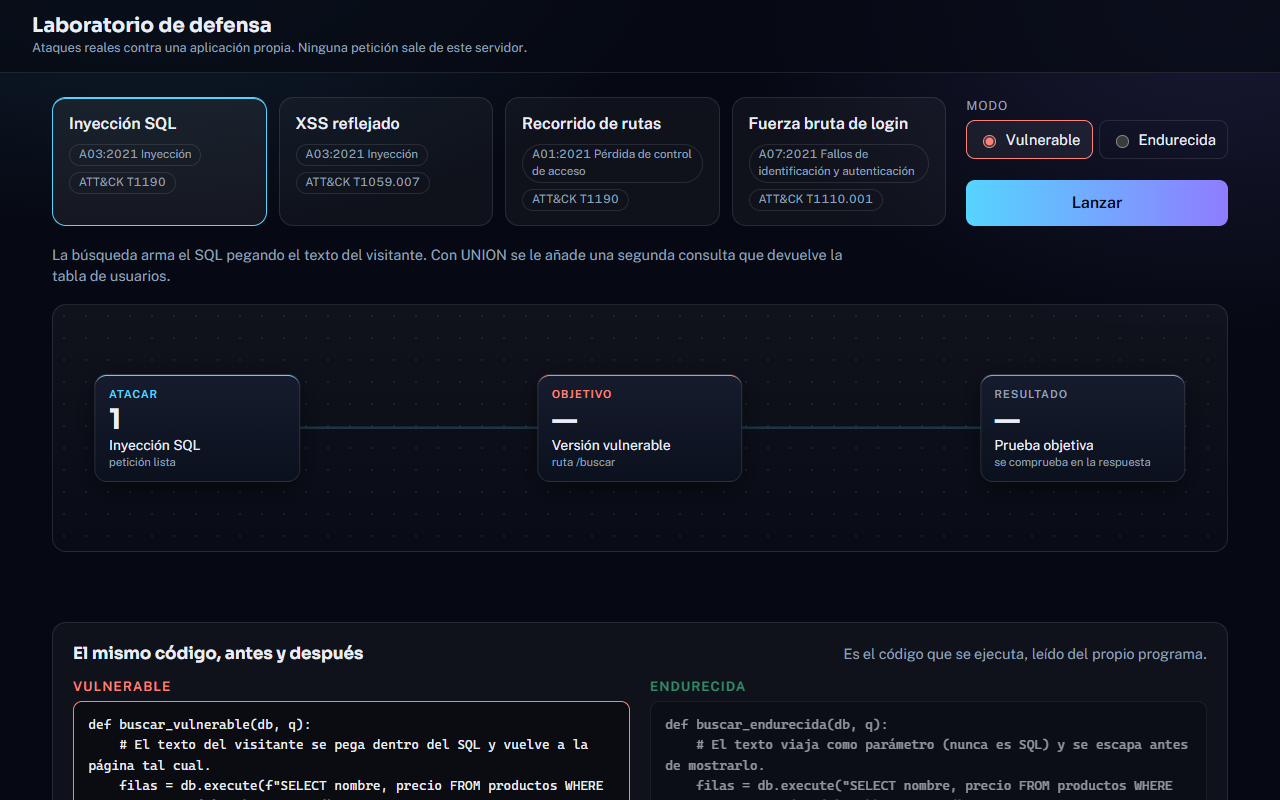 Laboratorio de defensa
Ataques reales contra una aplicación propia. Ninguna petición sale de este servidor.
Inyección SQL
A03:2021 Inyección
ATT&CK T1190
XSS reflejado
A03:2021 Inyección
ATT&CK T1059.007
Recorrido de rutas
A01:2021 Pérdida de control
de acceso
ATT&CK T1190
Fuerza bruta de login
A07:2021 Fallos de
identificación y autenticación
ATT&CK T1110.001
MODO
Vulnerable
Endurecida
Lanzar
La búsqueda arma el SQL pegando el texto del visitante. Con UNION se le añade una segunda consulta que devuelve la
tabla de usuarios.
ATACAR
1
Inyección SQL
petición lista
OBJETIVO
—
Versión vulnerable
ruta /buscar
RESULTADO
—
Prueba objetiva
se comprueba en la respuesta
El mismo código, antes y después
Es el código que se ejecuta, leído del propio programa.
VULNERABLE
def buscar_vulnerable(db, q):
# El texto del visitante se pega dentro del SQL y vuelve a la
página tal cual.
filas = db.execute(f"SELECT nombre, precio FROM productos WHERE
ENDURECIDA
def buscar_endurecida(db, q):
# El texto viaja como parámetro (nunca es SQL) y se escapa antes
de mostrarlo.
filas = db.execute("SELECT nombre, precio FROM productos WHERE